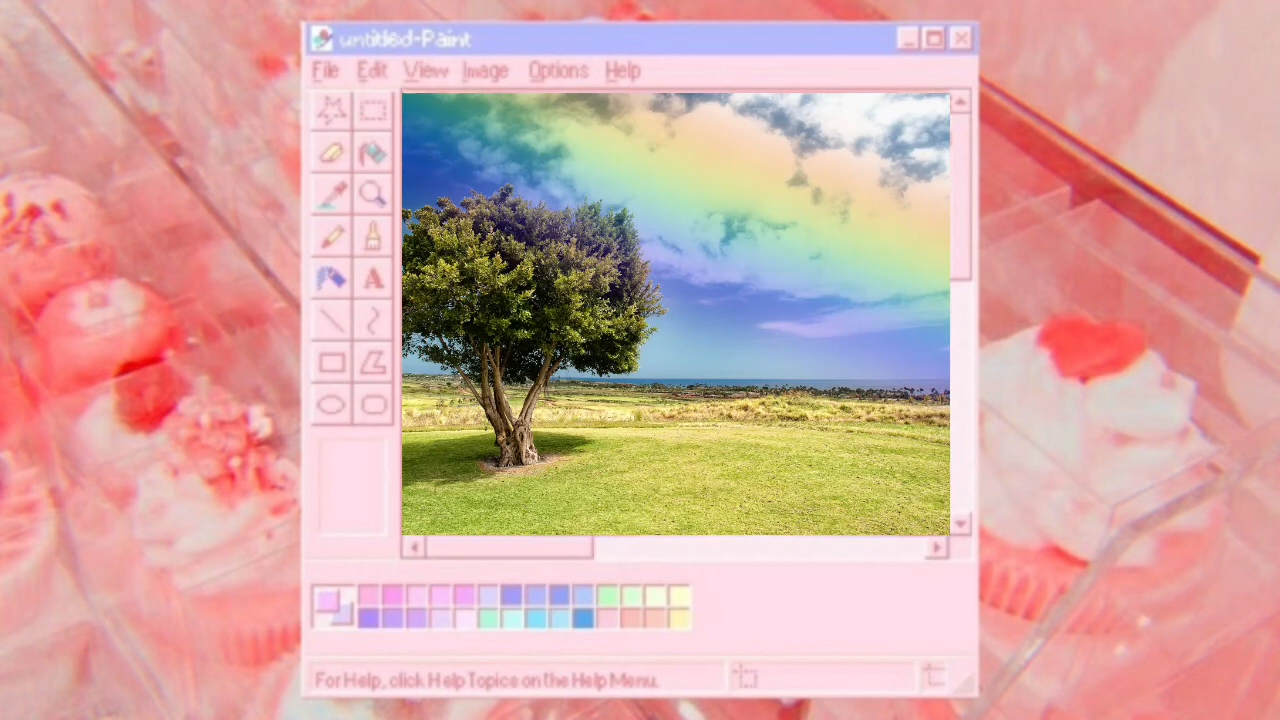 untitled-Paint
File Edit View Image Options Help
A
For Help, click Help Topics on the Help Menu.